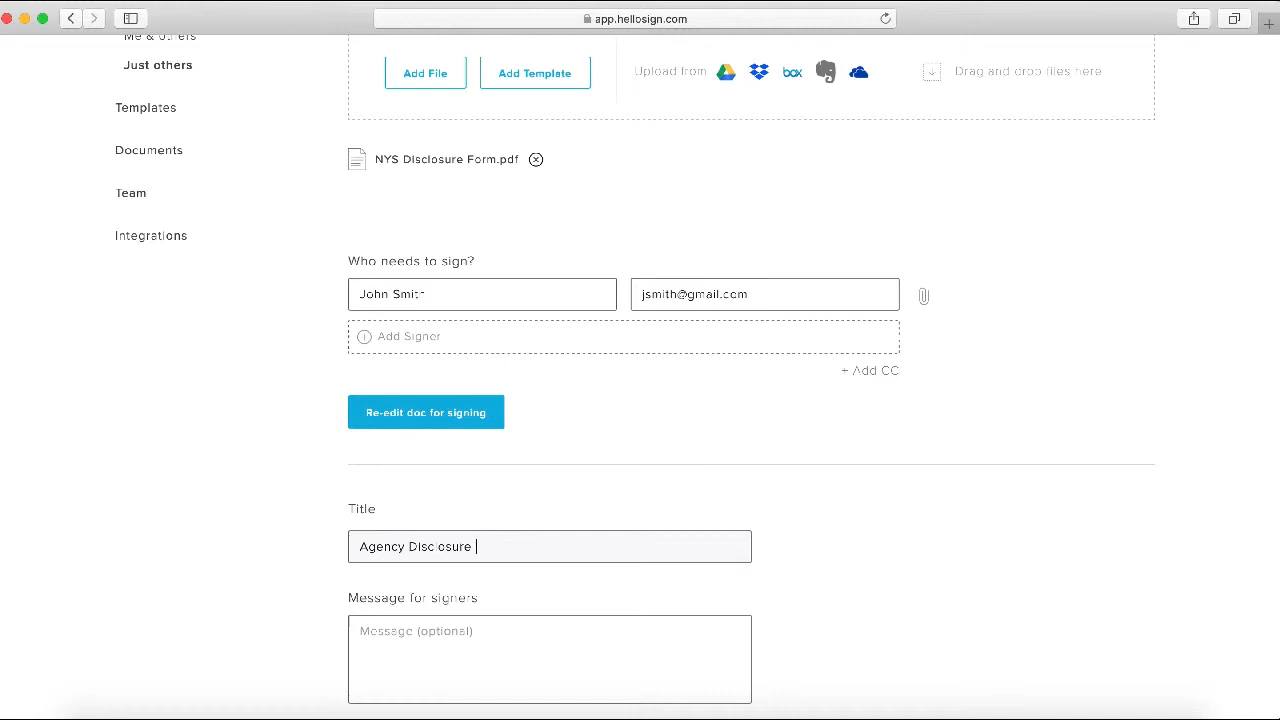 app.hellosign.com
Me & others
Just others
Templates
Documents
Team
Integrations
Add File
Add Template
Upload from
box
Drag and drop files here
NYS Disclosure Form.pdf
Who needs to sign?
John Smith
jsmith@gmail.com
Add Signer
+ Add CC
Re-edit doc for signing
Title
Agency Disclosure
Message for signers
Message (optional)